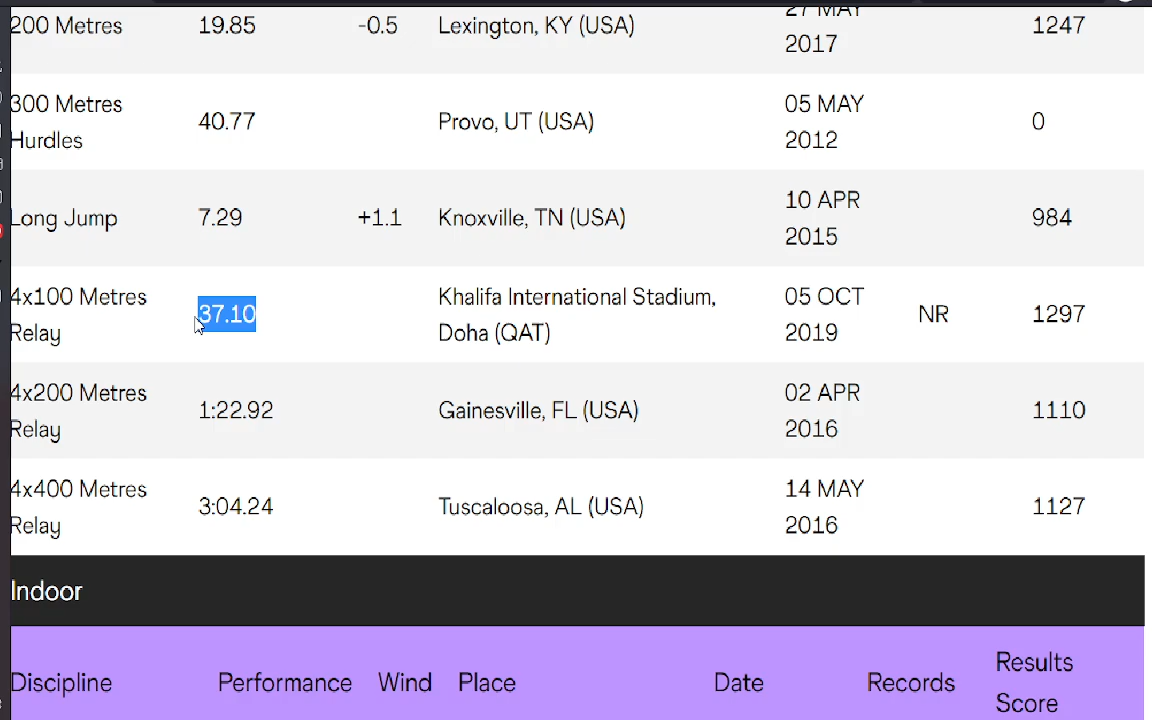 200 Metres 19.85 -0.5 Lexington, KY (USA) 27 MAY 2017 1247
300 Metres Hurdles 40.77 Provo, UT (USA) 05 MAY 2012 0
Long Jump 7.29 +1.1 Knoxville, TN (USA) 10 APR 2015 984
4x100 Metres Relay 37.10 Khalifa International Stadium, Doha (QAT) 05 OCT 2019 NR 1297
4x200 Metres Relay 1:22.92 Gainesville, FL (USA) 02 APR 2016 1110
4x400 Metres Relay 3:04.24 Tuscaloosa, AL (USA) 14 MAY 2016 1127
Indoor
Discipline Performance Wind Place Date Records Results Score